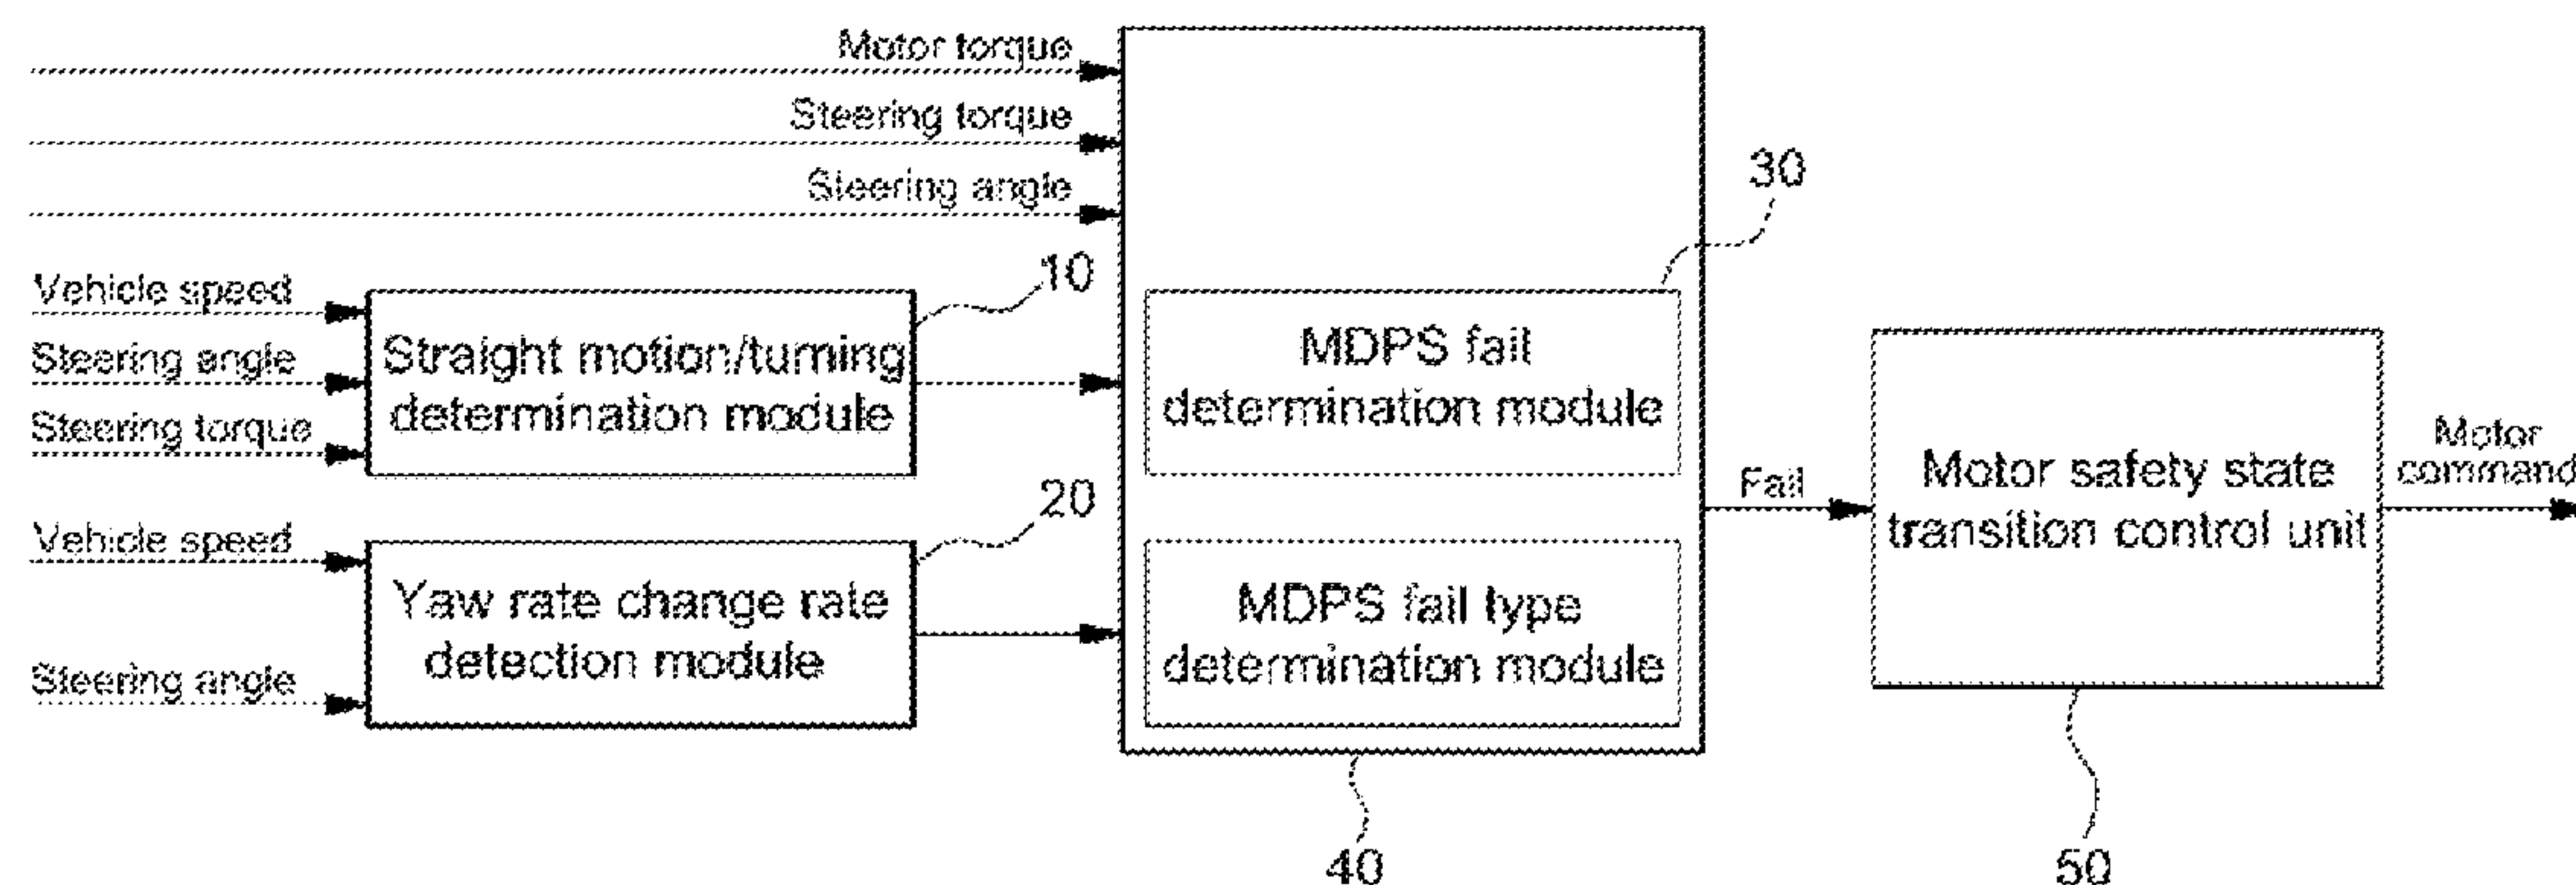 Motor torque
Steering torque
Steering angle
30
10
Vehicle speed
Steering angle
Steering torque
Straight motion/turning
determination module
MDPS fail
determination module
20
Vehicle speed
Steering angle
Yaw rate change rate
detection module
MDPS fail type
determination module
Fail
Motor safety state
transition control unit
Motor
command
40
50